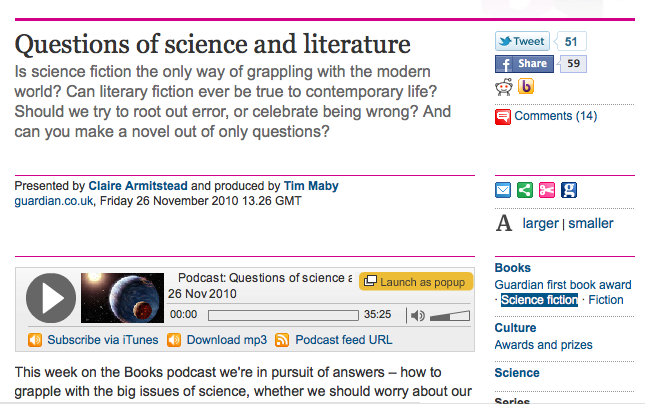 Questions of science and literature
Is science fiction the only way of grappling with the modern
world? Can literary fiction ever be true to contemporary life?
Should we try to root out error, or celebrate being wrong? And
can you make a novel out of only questions?
Tweet 51
f Share 59
b
Comments (14)
Presented by Claire Armitstead and produced by Tim Maby
guardian.co.uk, Friday 26 November 2010 13.26 GMT
g
A larger | smaller
Podcast: Questions of science a
Launch as popup
26 Nov 2010
00:00 35:25
Subscribe via iTunes Download mp3 Podcast feed URL
This week on the Books podcast we're in pursuit of answers – how to
grapple with the big issues of science, whether we should worry about our
Books
Guardian first book award
· Science fiction · Fiction
Culture
Awards and prizes
Science
Series